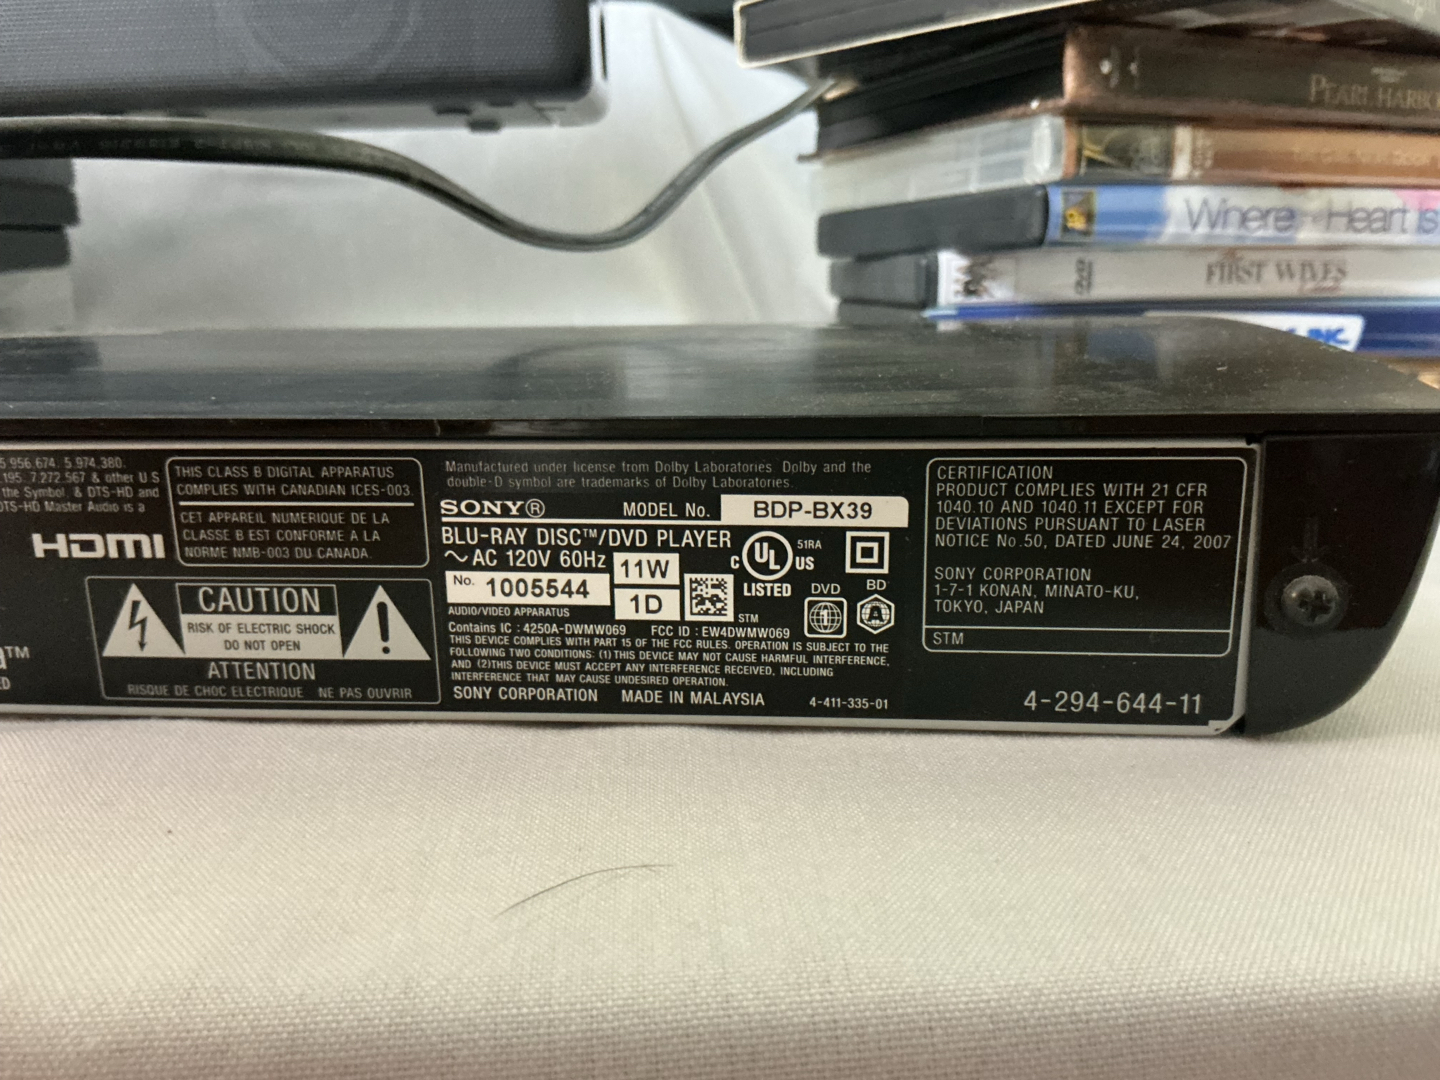 PEARL HARBO
Where Heart Is
FIRST WIVES
DVD
INC
5,956,674, 5,974,380,
,195; 7,272,567 & other U.S
the Symbol, & DTS-HD and
DTS-HD Master Audio is a
HDMI
TM
ED
THIS CLASS B DIGITAL APPARATUS
COMPLIES WITH CANADIAN ICES-003.
CET APPAREIL NUMERIQUE DE LA
CLASSE B EST CONFORME A LA
NORME NMB-003 DU CANADA.
CAUTION
RISK OF ELECTRIC SHOCK
DO NOT OPEN
ATTENTION
RISQUE DE CHOC ELECTRIQUE NE PAS OUVRIR
Manufactured under license from Dolby Laboratories. Dolby and the
double-D symbol are trademarks of Dolby Laboratories.
SONY® MODEL No. BDP-BX39
BLU-RAY DISC™/DVD PLAYER
~ AC 120V 60Hz 11W
No. 1005544 1D
C UL US 51RA
LISTED
DVD BD
1 A
STM
AUDIO/VIDEO APPARATUS
Contains IC : 4250A-DWMW069 FCC ID : EW4DWMW069
THIS DEVICE COMPLIES WITH PART 15 OF THE FCC RULES. OPERATION IS SUBJECT TO THE
FOLLOWING TWO CONDITIONS: (1) THIS DEVICE MAY NOT CAUSE HARMFUL INTERFERENCE,
AND (2)THIS DEVICE MUST ACCEPT ANY INTERFERENCE RECEIVED, INCLUDING
INTERFERENCE THAT MAY CAUSE UNDESIRED OPERATION.
SONY CORPORATION MADE IN MALAYSIA 4-411-335-01
CERTIFICATION
PRODUCT COMPLIES WITH 21 CFR
1040.10 AND 1040.11 EXCEPT FOR
DEVIATIONS PURSUANT TO LASER
NOTICE No.50, DATED JUNE 24, 2007
SONY CORPORATION
1-7-1 KONAN, MINATO-KU,
TOKYO, JAPAN
STM
4-294-644-11